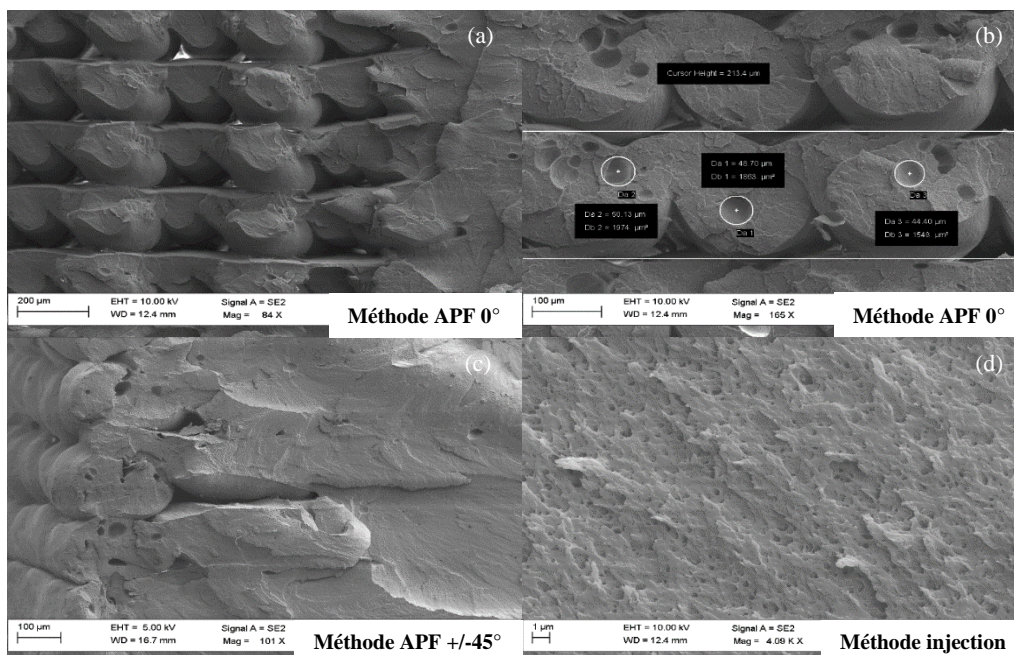 (a)
200 µm
EHT = 10.00 kV
WD = 12.4 mm
Signal A = SE2
Mag = 84 X
Méthode APF 0°
(b)
Cursor Height = 213.4 µm
Da 1 = 48.70 µm
Db 1 = 1863 µm²
Da 2
Da 3
Da 2 = 50.13 µm
Db 2 = 1974 µm²
Da 1
Da 3 = 44.40 µm
Db 3 = 1548 µm²
100 µm
EHT = 10.00 kV
WD = 12.4 mm
Signal A = SE2
Mag = 165 X
Méthode APF 0°
(c)
100 µm
EHT = 5.00 kV
WD = 16.7 mm
Signal A = SE2
Mag = 101 X
Méthode APF +/-45°
(d)
1 µm
EHT = 10.00 kV
WD = 12.4 mm
Signal A = SE2
Mag = 4.09 K X
Méthode injection